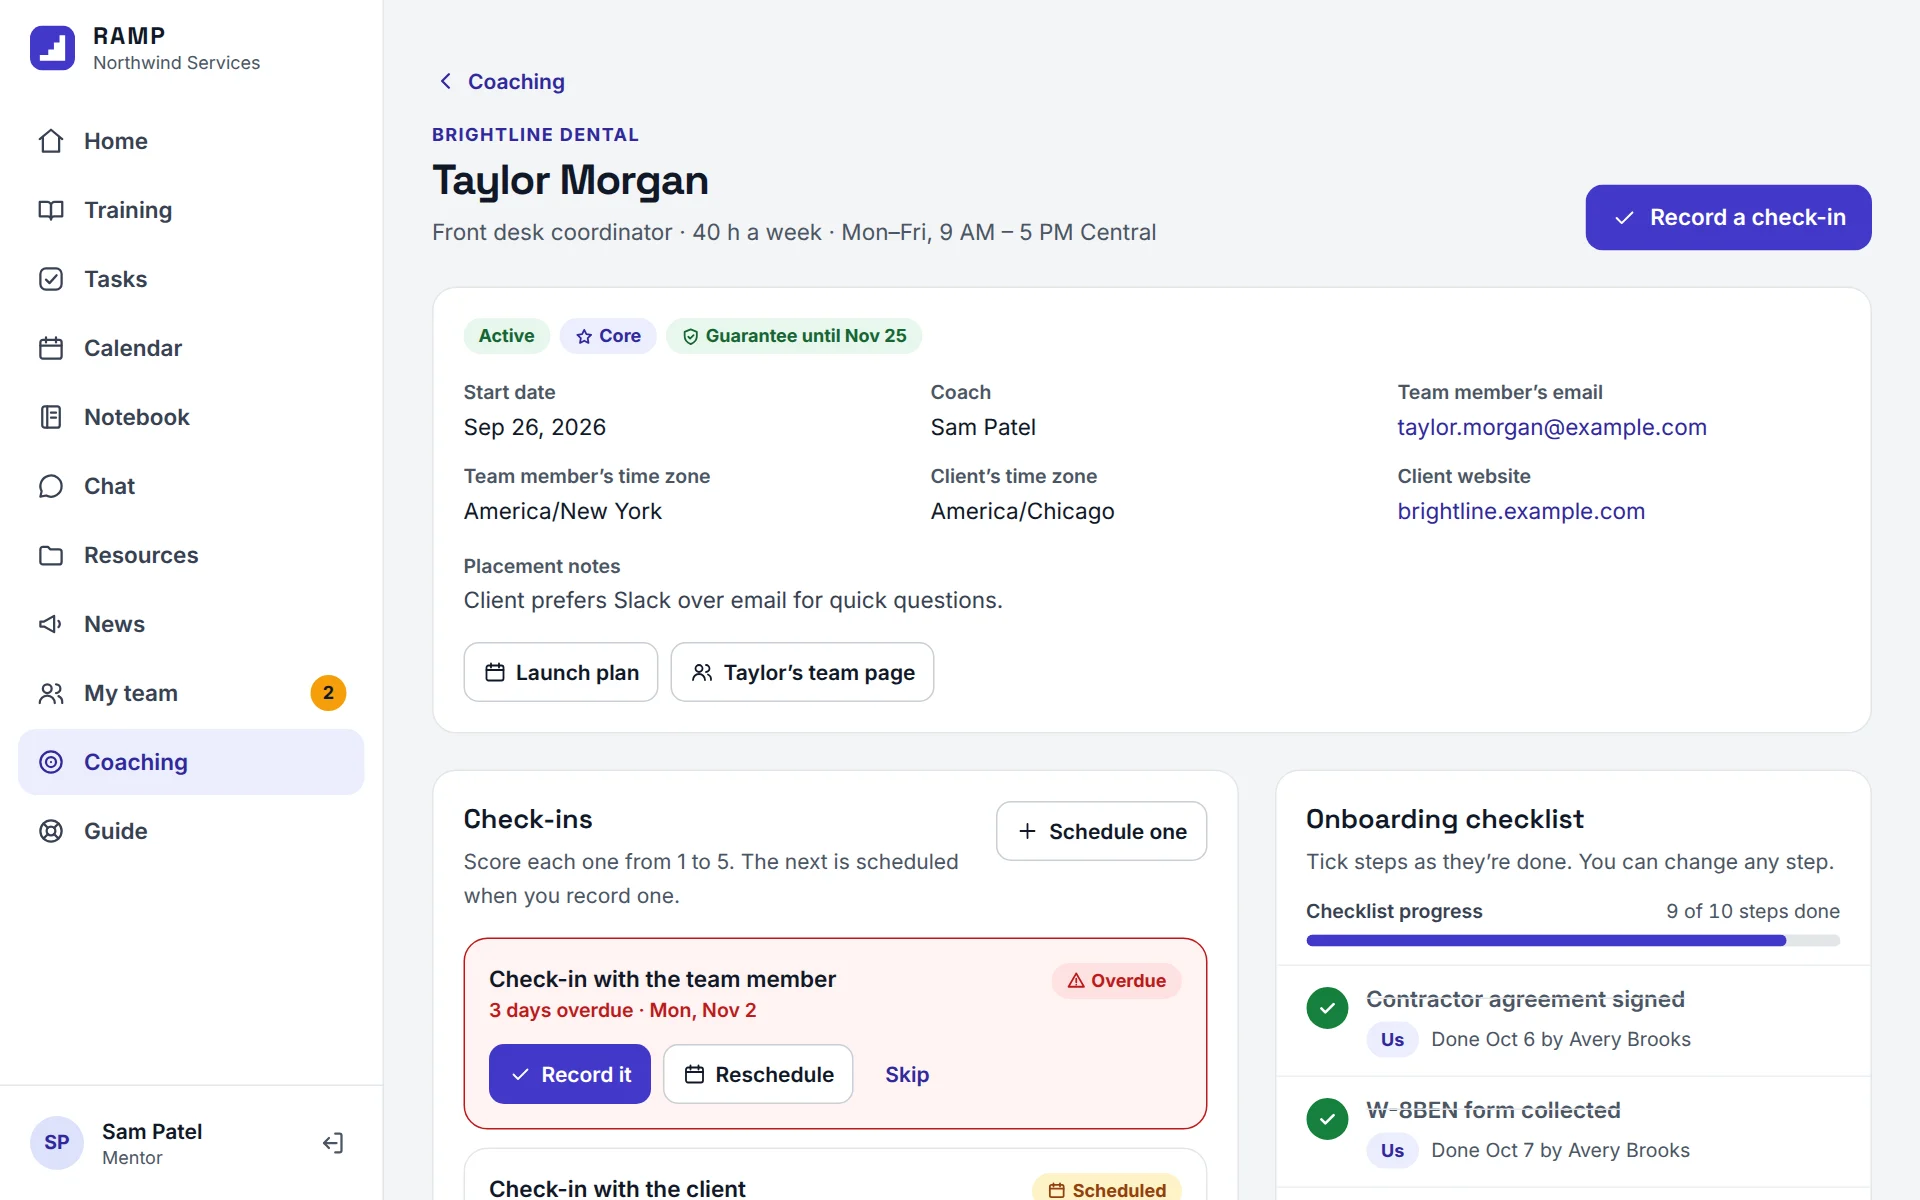 RAMP
Northwind Services
Home
Training
Tasks
Calendar
Notebook
Chat
Resources
News
My team
2
Coaching
Guide
SP
Sam Patel
Mentor
Coaching
BRIGHTLINE DENTAL
Taylor Morgan
Front desk coordinator · 40 h a week · Mon–Fri, 9 AM – 5 PM Central
Record a check-in
Active
Core
Guarantee until Nov 25
Start date
Sep 26, 2026
Coach
Sam Patel
Team member’s email
taylor.morgan@example.com
Team member’s time zone
America/New York
Client’s time zone
America/Chicago
Client website
brightline.example.com
Placement notes
Client prefers Slack over email for quick questions.
Launch plan
Taylor’s team page
Check-ins
Score each one from 1 to 5. The next is scheduled
when you record one.
Schedule one
Check-in with the team member
3 days overdue · Mon, Nov 2
Overdue
Record it
Reschedule
Skip
Check-in with the client
Scheduled
Onboarding checklist
Tick steps as they’re done. You can change any step.
Checklist progress
9 of 10 steps done
Contractor agreement signed
Us
Done Oct 6 by Avery Brooks
W-8BEN form collected
Us
Done Oct 7 by Avery Brooks